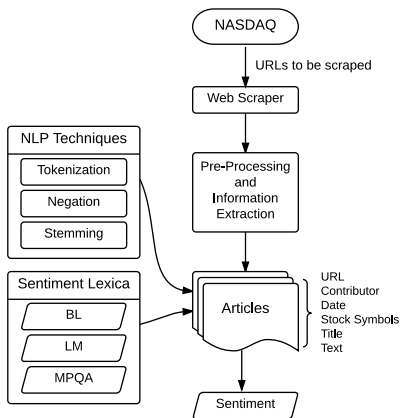 NASDAQ
URLs to be scraped
Web Scraper
NLP Techniques
Tokenization
Negation
Stemming
Pre-Processing
and
Information
Extraction
Sentiment Lexica
BL
LM
MPQA
Articles
URL
Contributor
Date
Stock Symbols
Title
Text
Sentiment